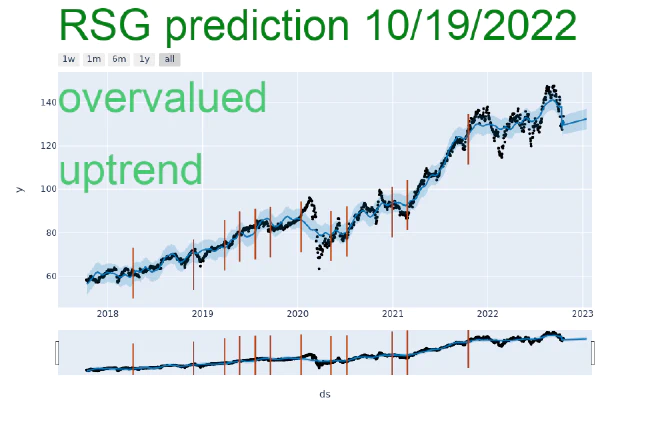 RSG prediction 10/19/2022
1w 1m 6m 1y all
overvalued
uptrend
140
120
100
80
60
y
2018 2019 2020 2021 2022 2023
ds